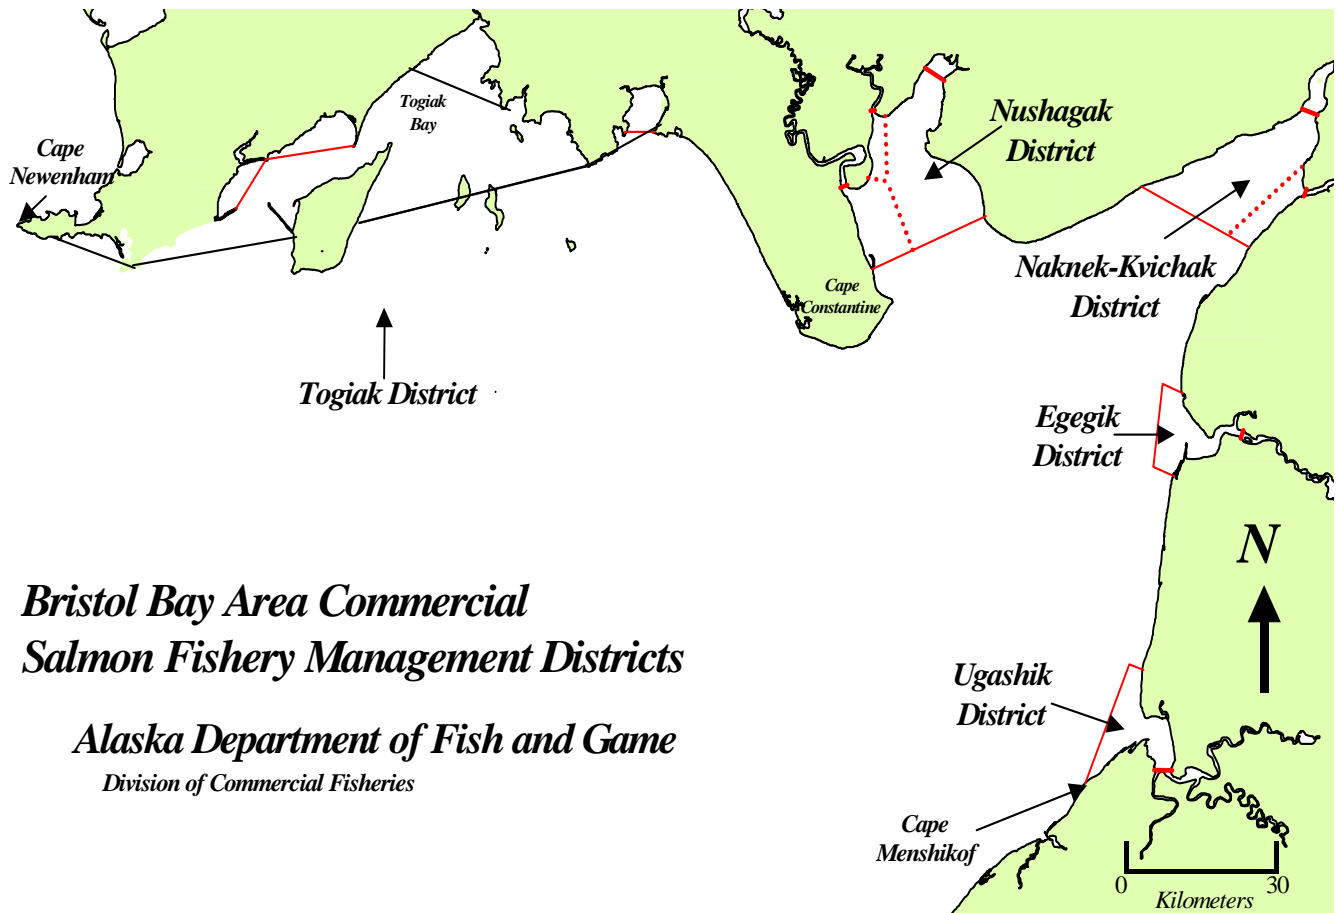 Togiak
Bay
Cape
Newenham
Nushagak
District
Naknek-Kvichak
District
Cape
Constantine
Togiak District
Egegik
District
N
Bristol Bay Area Commercial
Salmon Fishery Management Districts
Alaska Department of Fish and Game
Division of Commercial Fisheries
Ugashik
District
Cape
Menshikof
0 30
Kilometers